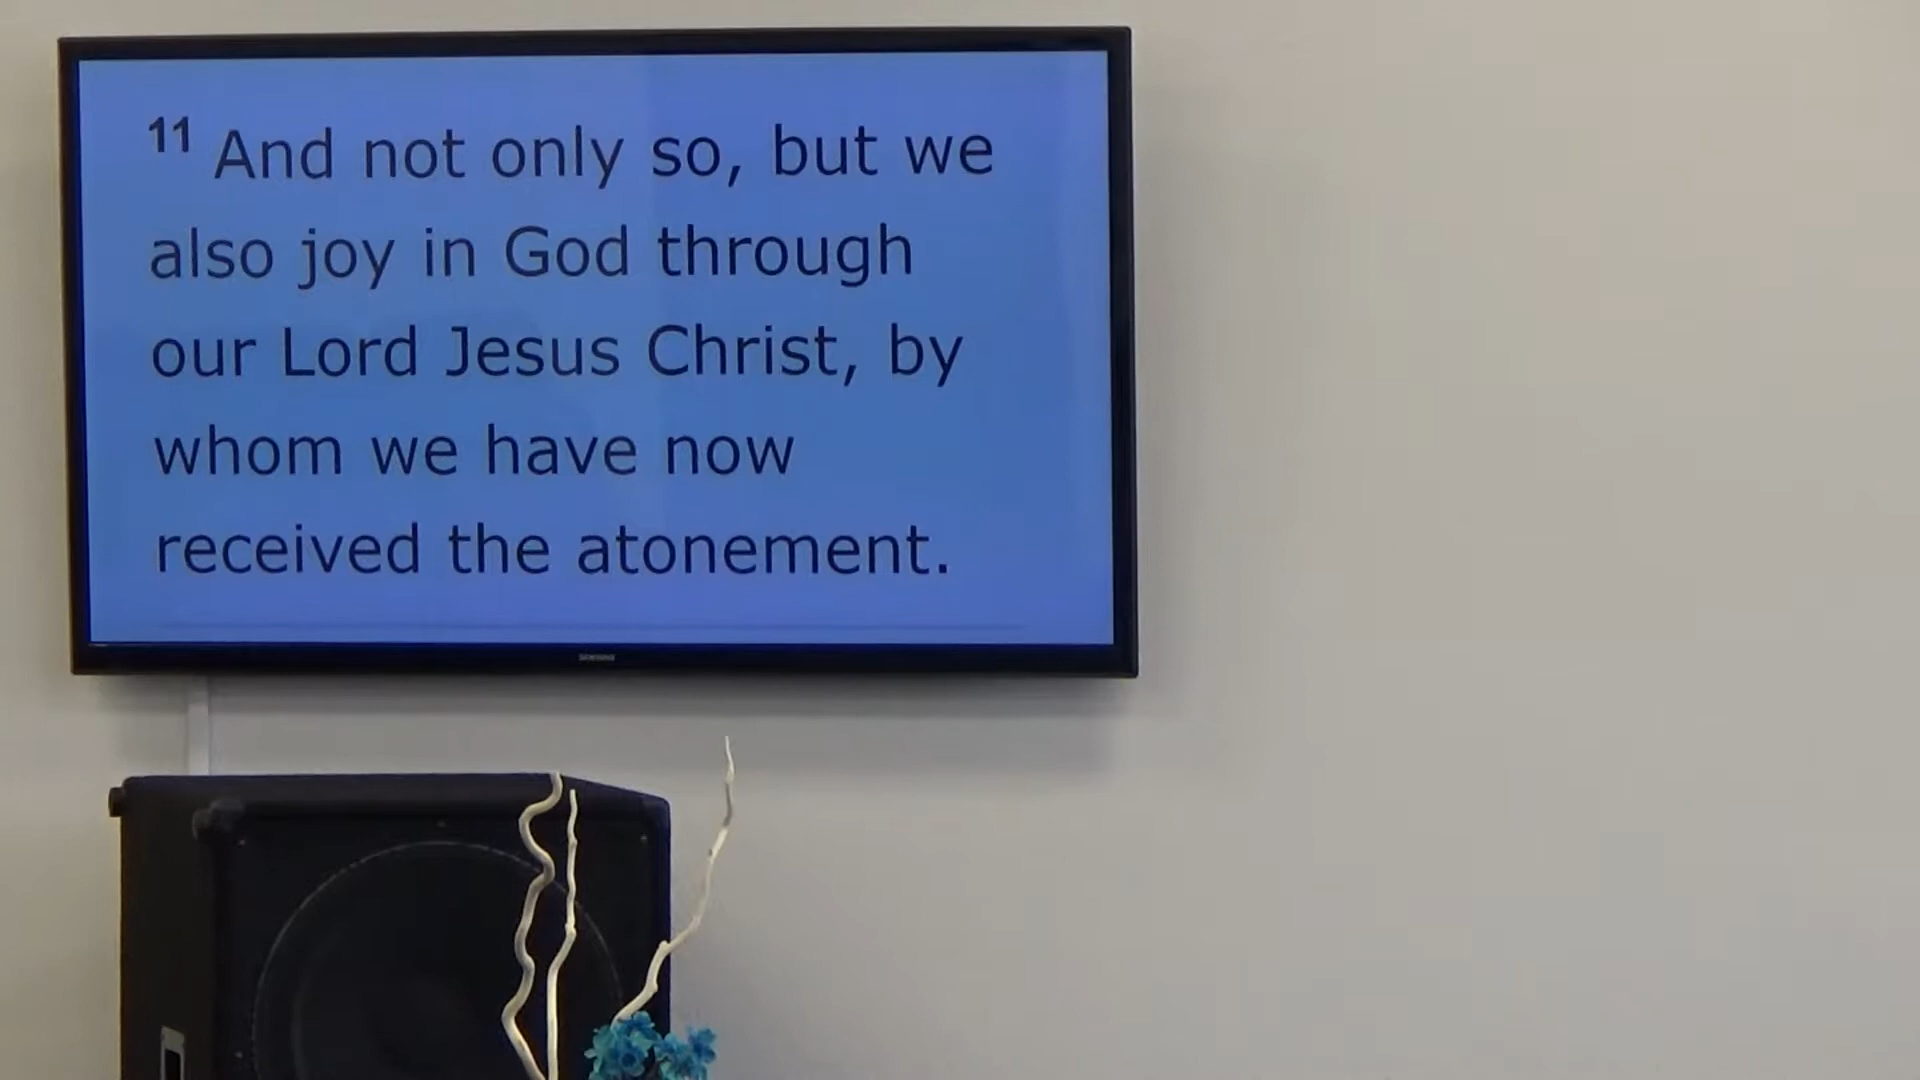 11 And not only so, but we
also joy in God through
our Lord Jesus Christ, by
whom we have now
received the atonement.
SAMSUNG